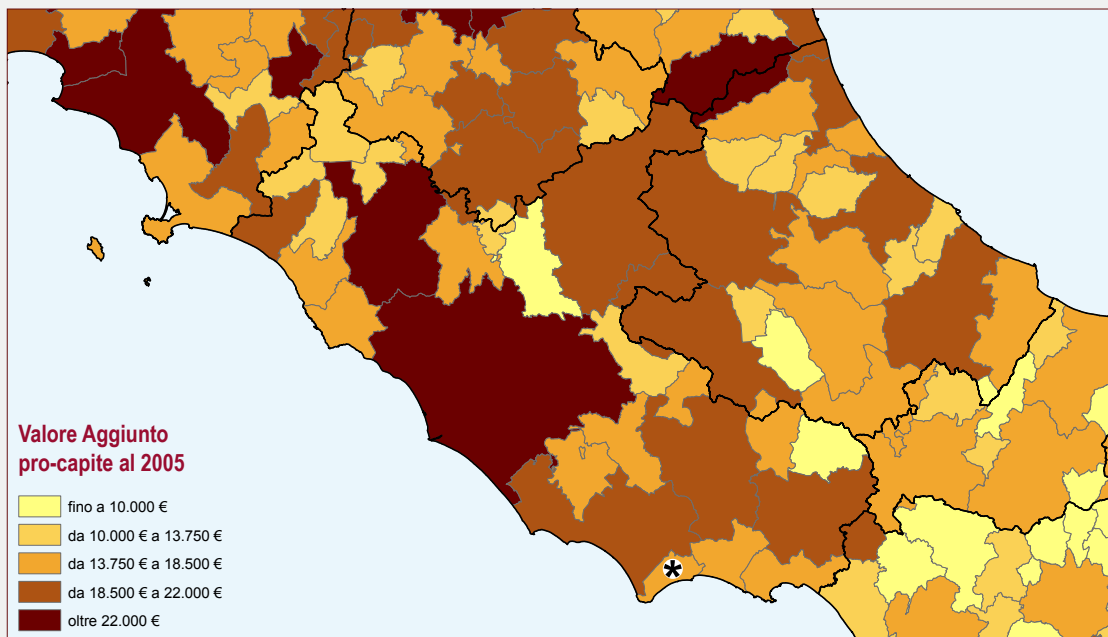 Valore Aggiunto
pro-capite al 2005
fino a 10.000 €
da 10.000 € a 13.750 €
da 13.750 € a 18.500 €
da 18.500 € a 22.000 €
oltre 22.000 €
*